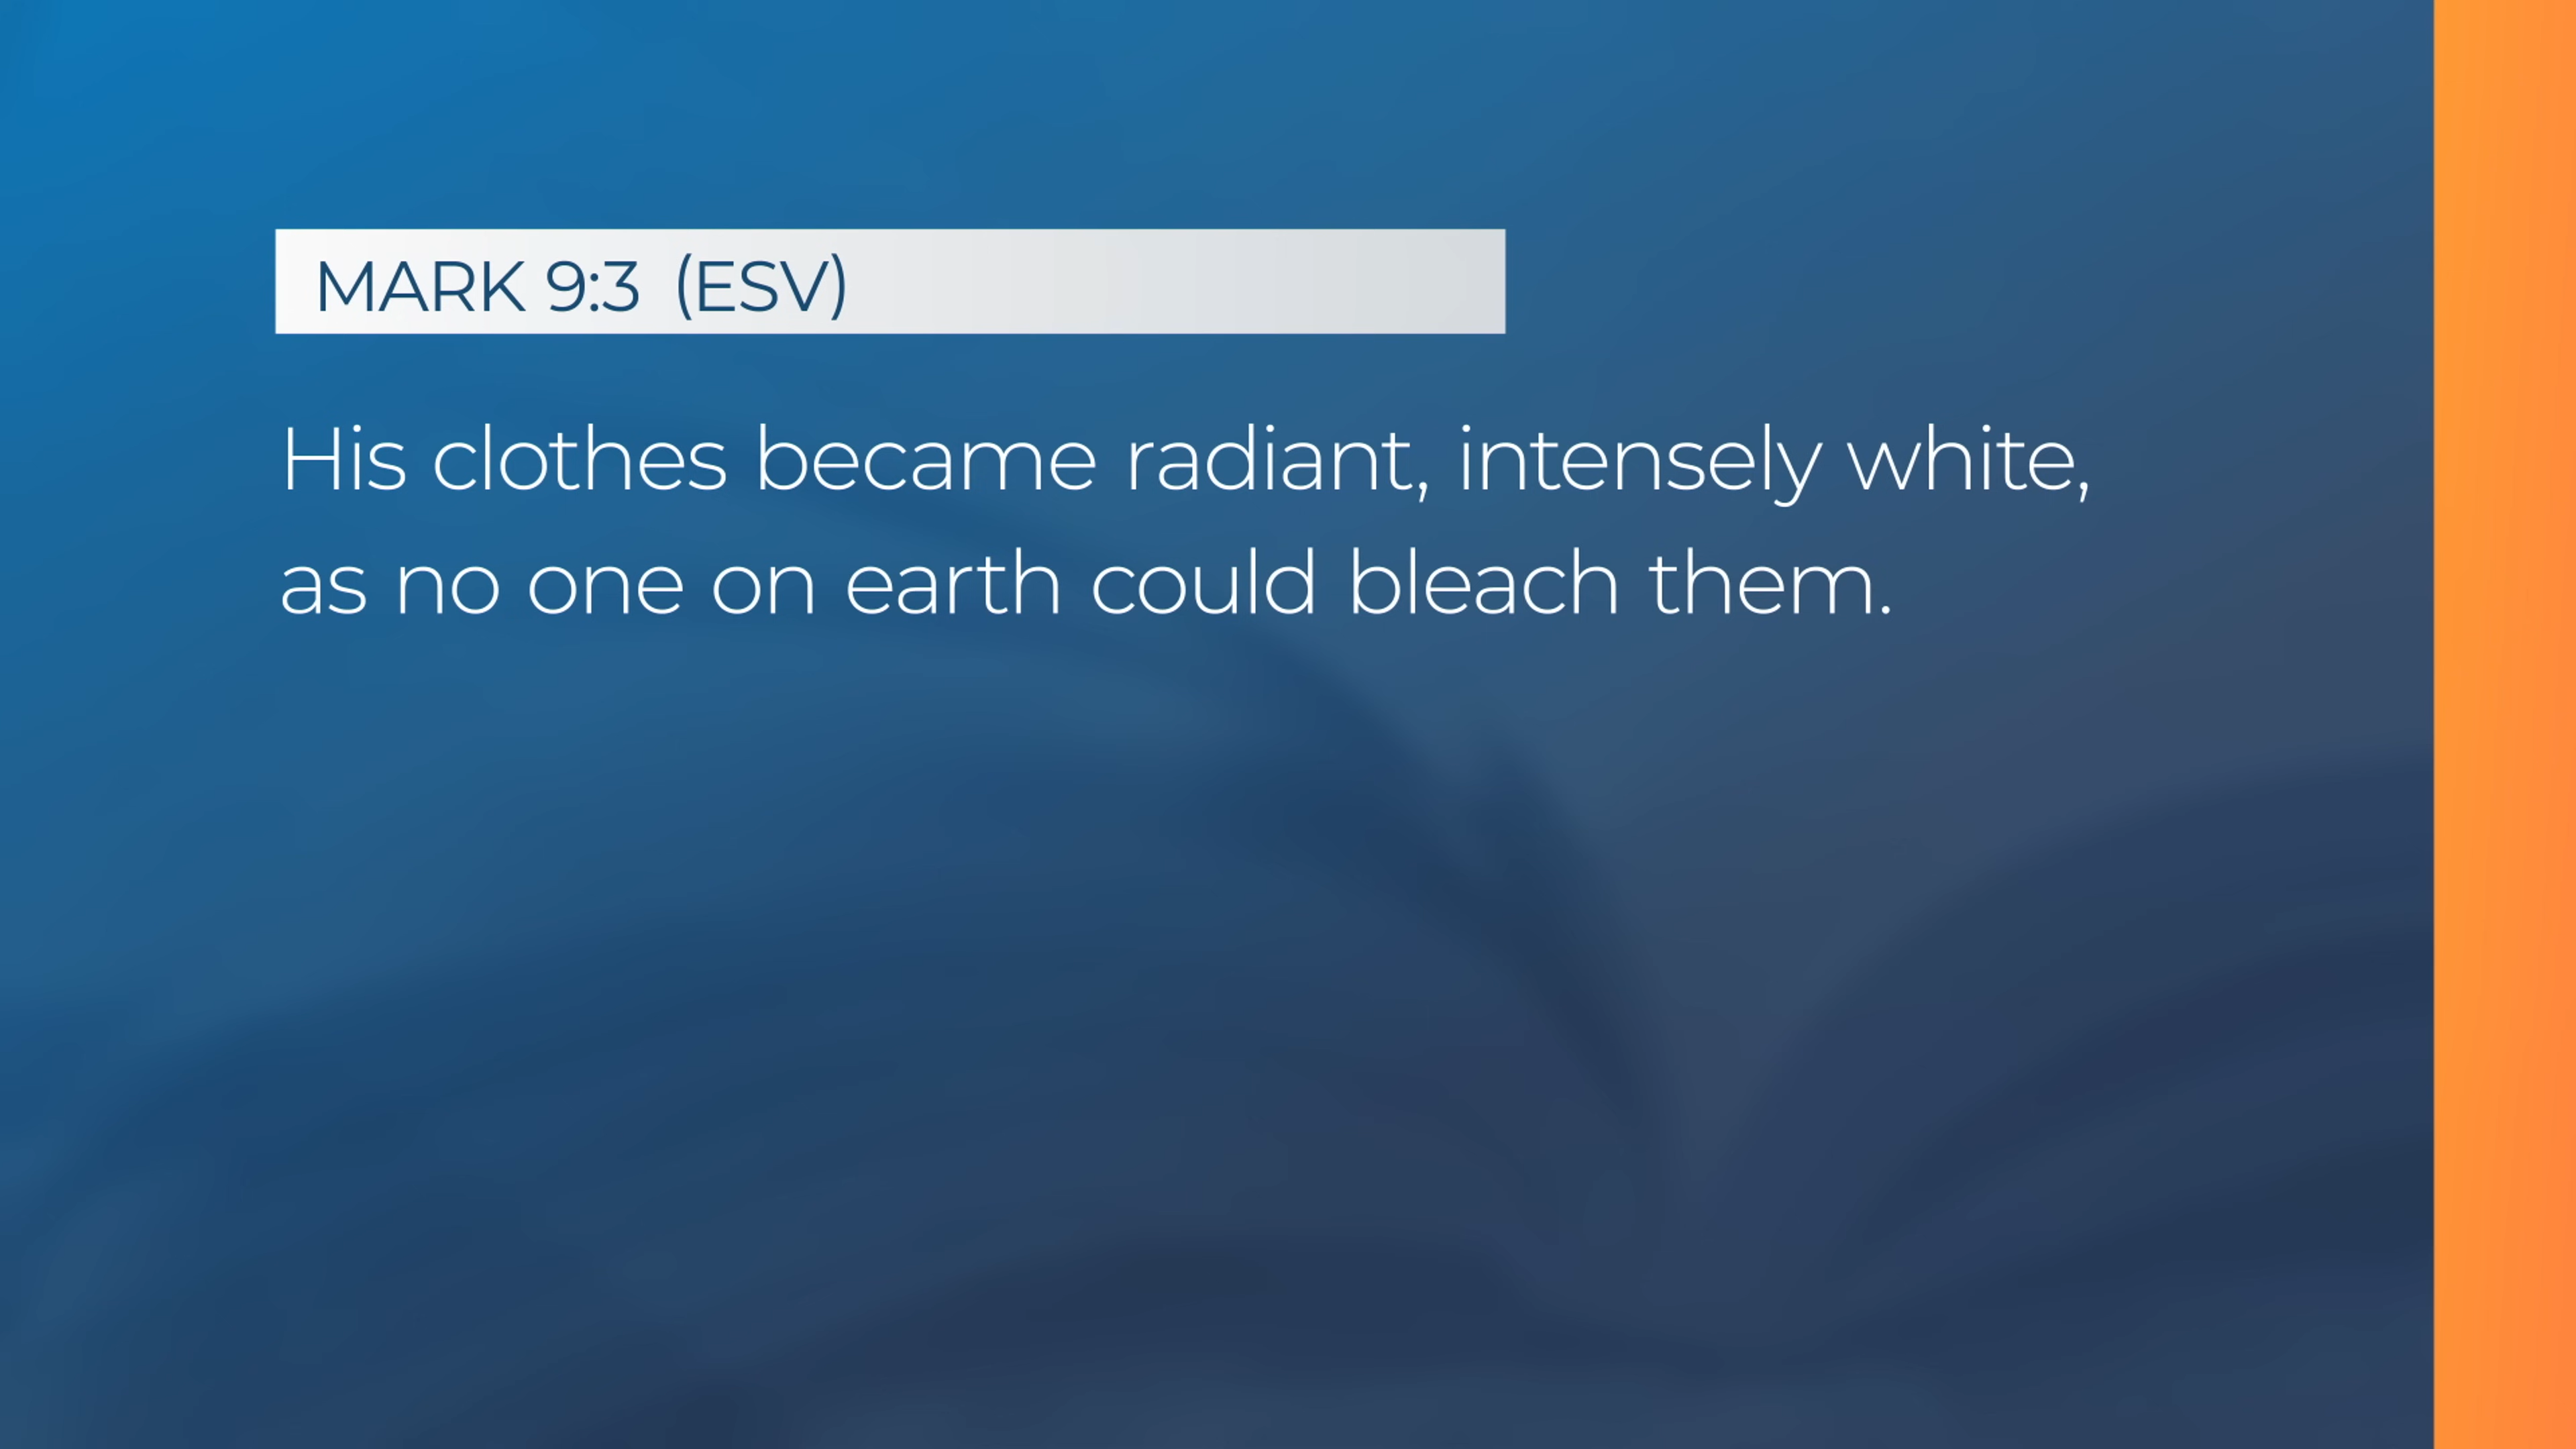 MARK 9:3 (ESV)
His clothes became radiant, intensely white,
as no one on earth could bleach them.